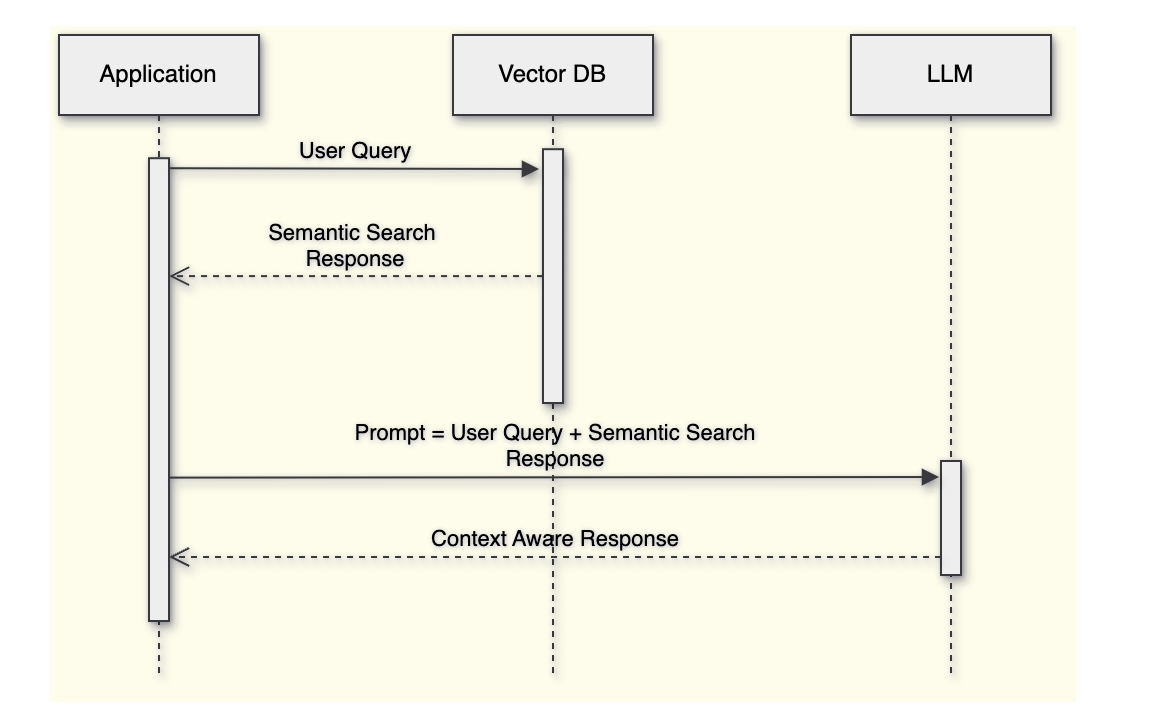 Application
Vector DB
LLM
User Query
Semantic Search
Response
Prompt = User Query + Semantic Search
Response
Context Aware Response